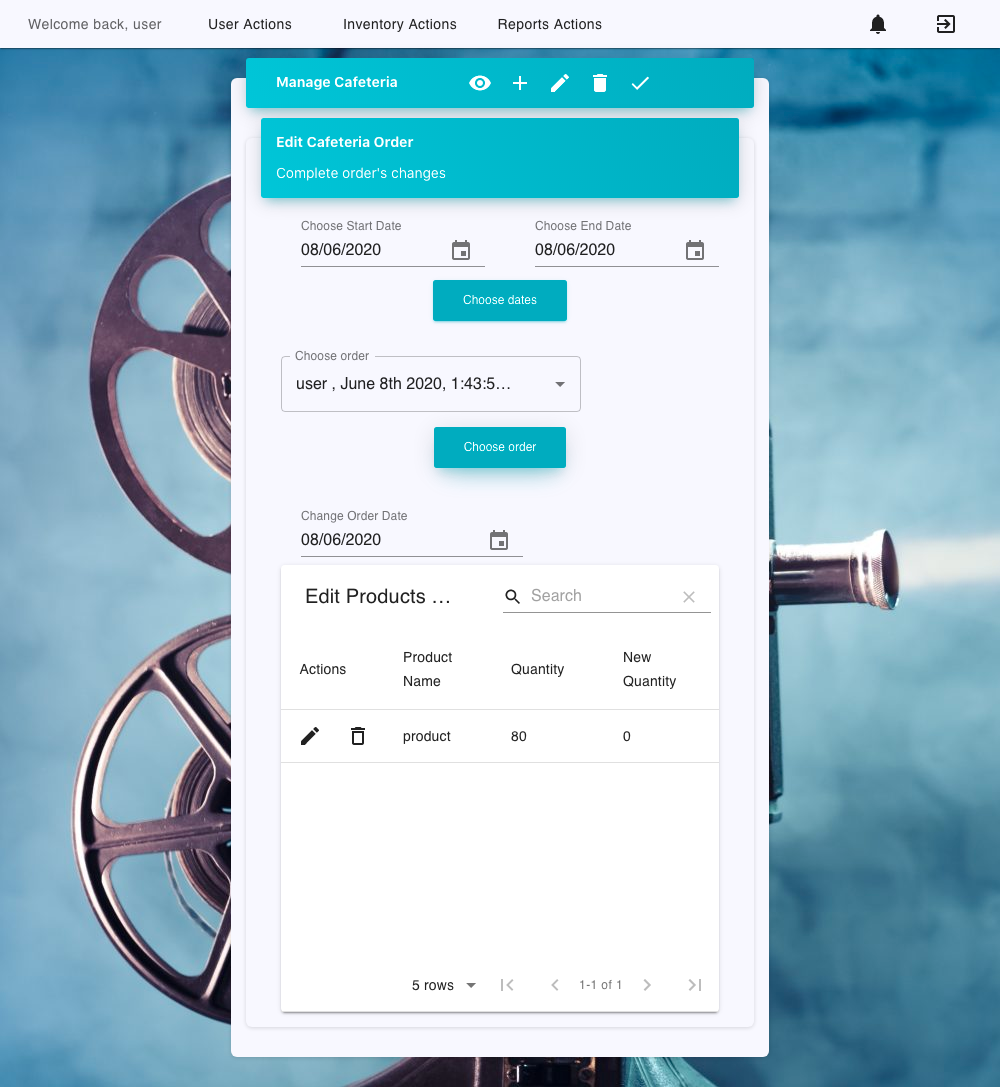 Welcome back, user
User Actions
Inventory Actions
Reports Actions
Manage Cafeteria
Edit Cafeteria Order
Complete order's changes
Choose Start Date
08/06/2020
Choose End Date
08/06/2020
Choose dates
Choose order
user , June 8th 2020, 1:43:5...
Choose order
Change Order Date
08/06/2020
Edit Products ...
Search
Actions
Product
Name
Quantity
New
Quantity
product
80
0
5 rows
1-1 of 1